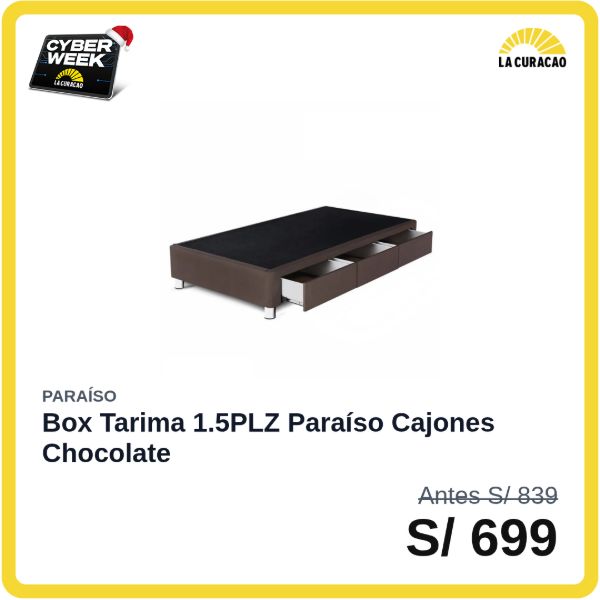 CYBER
WEEK
LA CURACAO
LA CURACAO
PARAÍSO
Box Tarima 1.5PLZ Paraíso Cajones
Chocolate
Antes S/ 839
S/ 699